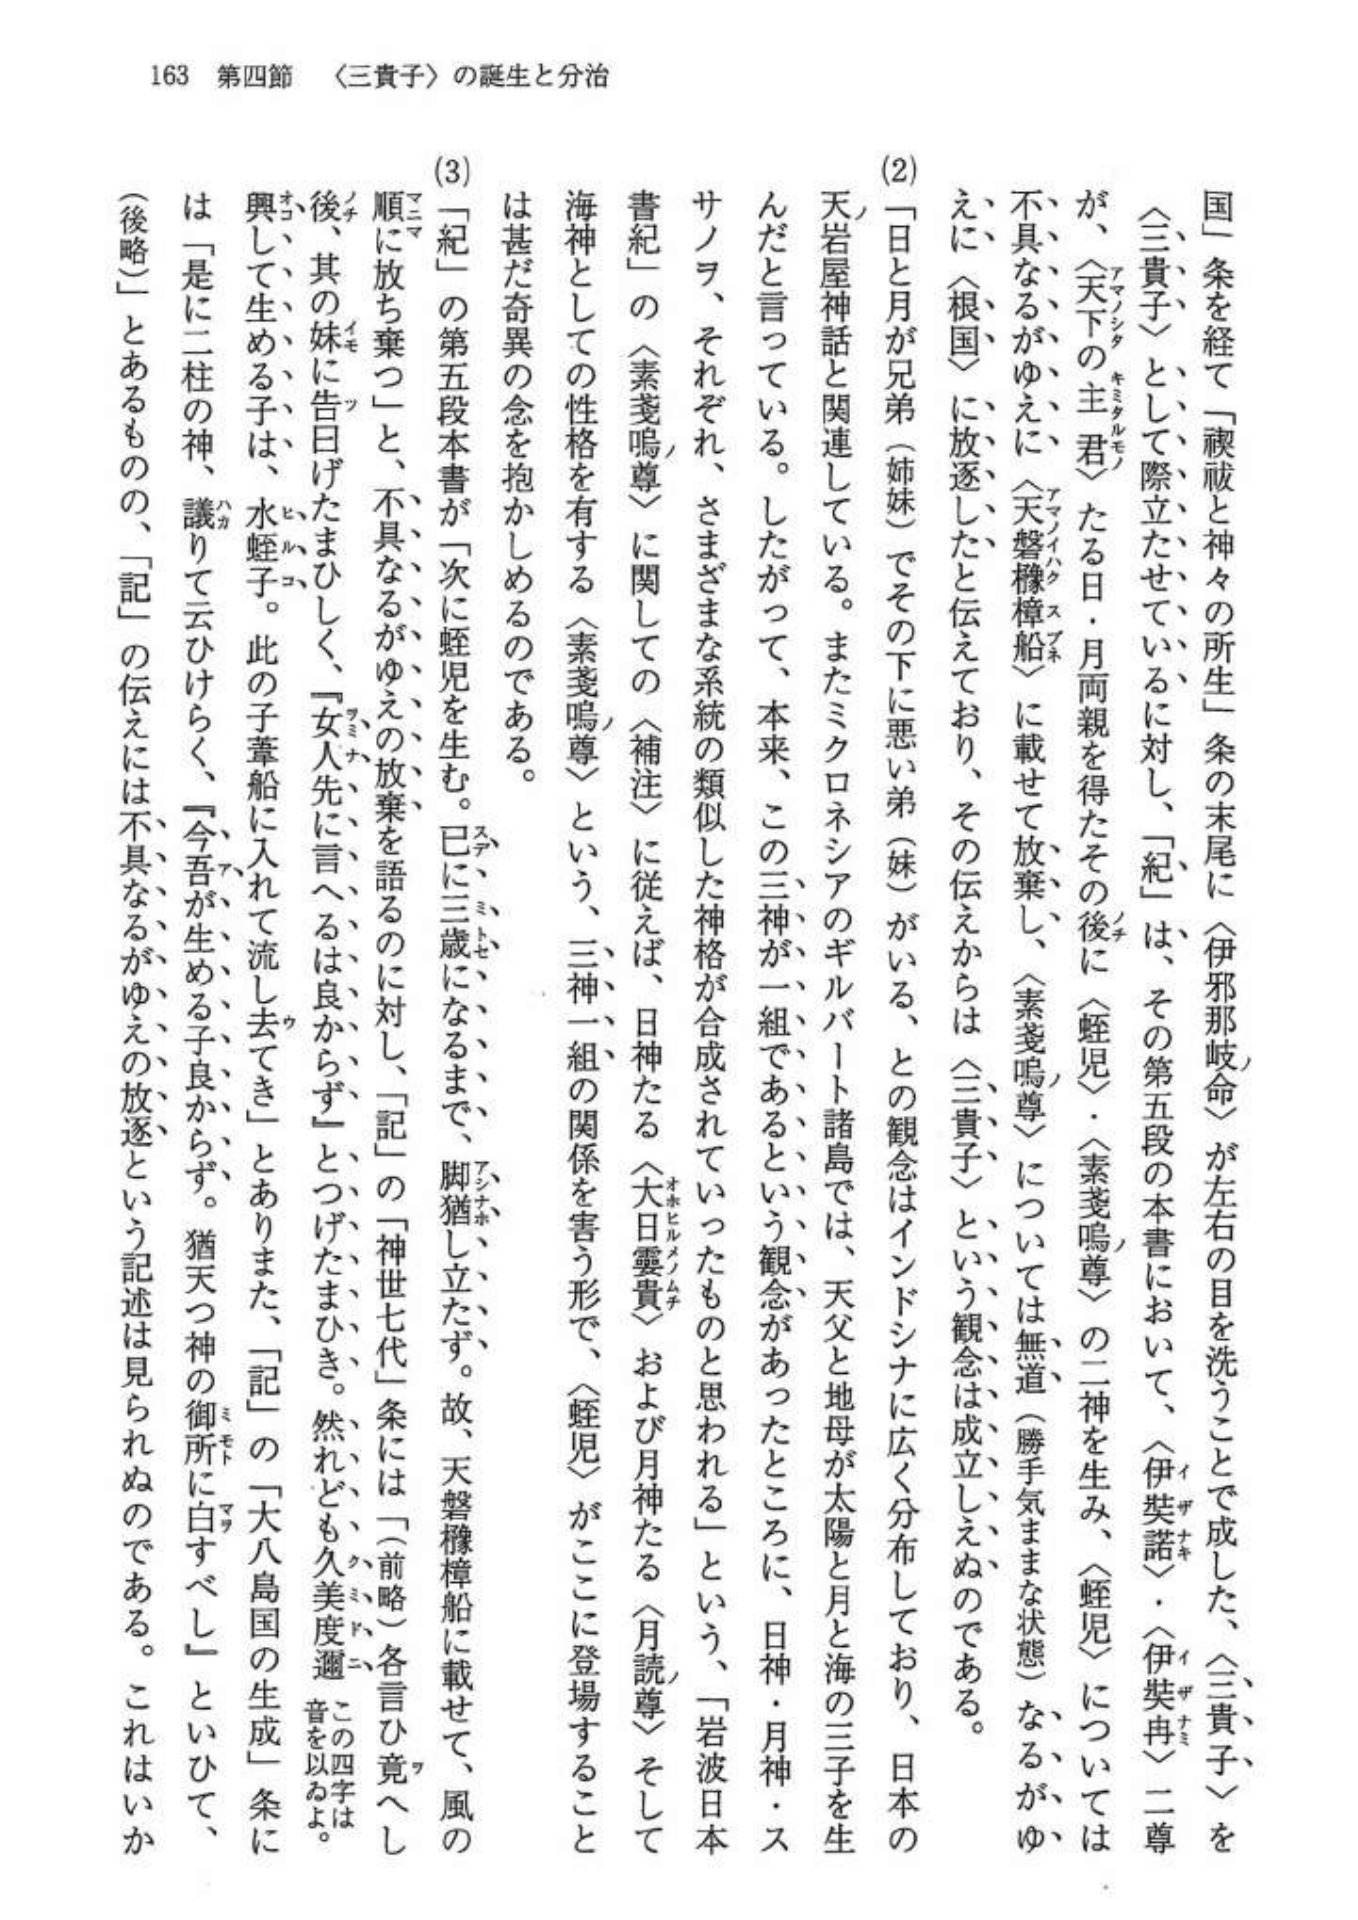 163　第四節　〈三貴子〉の誕生と分治
国」条を経て「禊祓と神々の所生」条の末尾に〈伊邪那岐ノ命〉が左右の目を洗うことで成した、〈三貴子〉を
〈三貴子〉として際立たせているに対し、「紀」は、その第五段の本書において、〈伊奘諾〉・〈伊奘冉〉二尊
が、〈天下の主君〉たる日・月両親を得たその後に〈蛭児〉・〈素戔嗚ノ尊〉の二神を生み、〈蛭児〉については
不具なるがゆえに〈天磐櫲樟船〉に載せて放棄し、〈素戔嗚ノ尊〉については無道（勝手気ままな状態）なるがゆ
えに〈根国〉に放逐したと伝えており、その伝えからは〈三貴子〉という観念は成立しえぬのである。
(2)「日と月が兄弟（姉妹）でその下に悪い弟（妹）がいる、との観念はインドシナに広く分布しており、日本の
天ノ岩屋神話と関連している。またミクロネシアのギルバート諸島では、天父と地母が太陽と月と海の三子を生
んだと言っている。したがって、本来、この三神が一組であるという観念があったところに、日神・月神・ス
サノヲ、それぞれ、さまざまな系統の類似した神格が合成されていったものと思われる」という、「岩波日本
書紀」の〈素戔嗚ノ尊〉に関しての〈補注〉に従えば、日神たる〈大日孁貴〉および月神たる〈月読ノ尊〉そして
海神としての性格を有する〈素戔嗚ノ尊〉という、三神一組の関係を害う形で、〈蛭児〉がここに登場すること
は甚だ奇異の念を抱かしめるのである。
(3)「紀」の第五段本書が「次に蛭児を生む。已に三歳になるまで、脚猶し立たず。故、天磐櫲樟船に載せて、風の
順に放ち棄つ」と、不具なるがゆえの放棄を語るのに対し、「記」の「神世七代」条には「（前略）各言ひ竟へし
後、其の妹に告曰げたまひしく、『女人先に言へるは良からず』とつげたまひき。然れども久美度邇この四字は音を以ゐよ。
興して生める子は、水蛭子。此の子葦船に入れて流し去てき」とありまた、「記」の「大八島国の生成」条に
は「是に二柱の神、議りて云ひけらく、『今吾が生める子良からず。猶天つ神の御所に白すべし』といひて、
（後略）」とあるものの、「記」の伝えには不具なるがゆえの放逐という記述は見られぬのである。これはいか